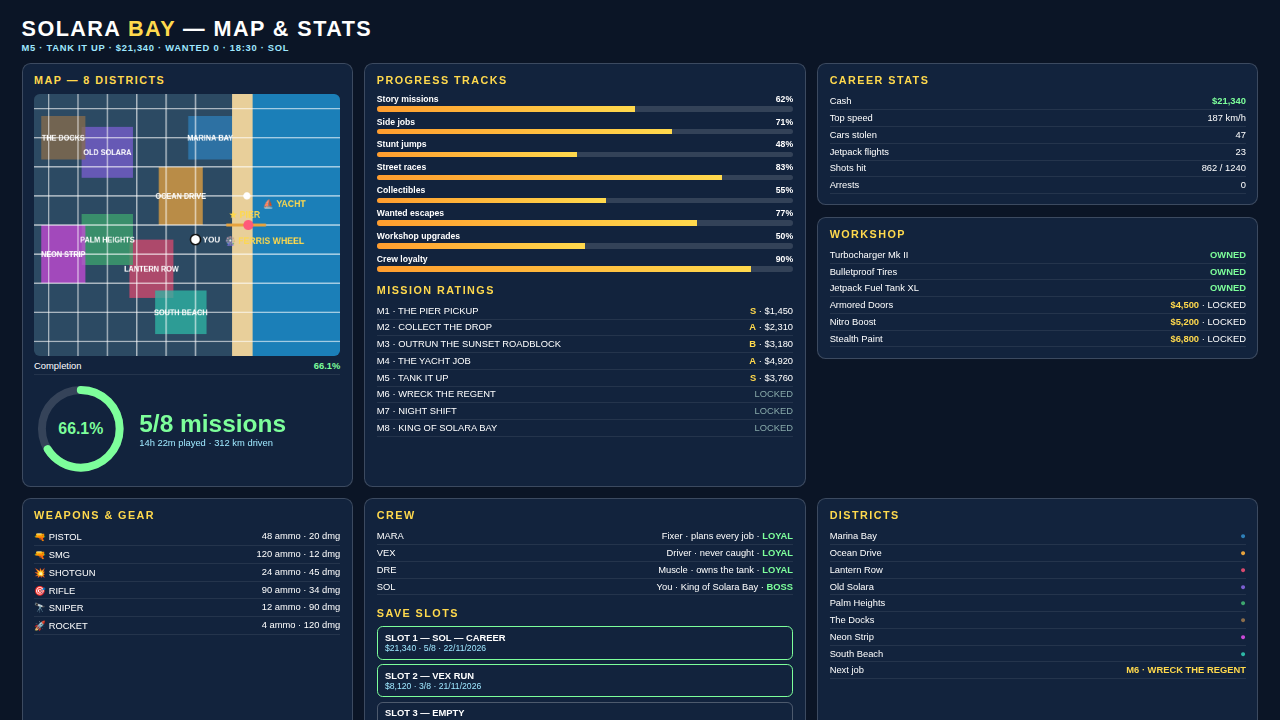 SOLARA BAY — MAP & STATS
M5 · TANK IT UP · $21,340 · WANTED 0 · 18:30 · SOL
MAP — 8 DISTRICTS
THE DOCKS
OLD SOLARA
MARINA BAY
OCEAN DRIVE
YACHT
PALM HEIGHTS
YOU
NEON STRIP
WHEEL
LANTERN ROW
SOUTH BEACH
Completion 66.1%
66.1%
5/8 missions
14h 22m played · 312 km driven
PROGRESS TRACKS
Story missions 62%
Side jobs 71%
Stunt jumps 48%
Street races 83%
Collectibles 55%
Wanted escapes 77%
Workshop upgrades 50%
Crew loyalty 90%
MISSION RATINGS
M1 · THE PIER PICKUP S · $1,450
M2 · COLLECT THE DROP A · $2,310
M3 · OUTRUN THE SUNSET ROADBLOCK B · $3,180
M4 · THE YACHT JOB A · $4,920
M5 · TANK IT UP S · $3,760
M6 · WRECK THE REGENT LOCKED
M7 · NIGHT SHIFT LOCKED
M8 · KING OF SOLARA BAY LOCKED
CAREER STATS
Cash $21,340
Top speed 187 km/h
Cars stolen 47
Jetpack flights 23
Shots hit 862 / 1240
Arrests 0
WORKSHOP
Turbocharger Mk II OWNED
Bulletproof Tires OWNED
Jetpack Fuel Tank XL OWNED
Armored Doors $4,500 · LOCKED
Nitro Boost $5,200 · LOCKED
Stealth Paint $6,800 · LOCKED
WEAPONS & GEAR
PISTOL 48 ammo · 20 dmg
SMG 120 ammo · 12 dmg
SHOTGUN 24 ammo · 45 dmg
RIFLE 90 ammo · 34 dmg
SNIPER 12 ammo · 90 dmg
ROCKET 4 ammo · 120 dmg
CREW
MARA Fixer · plans every job · LOYAL
VEX Driver · never caught · LOYAL
DRE Muscle · owns the tank · LOYAL
SOL You · King of Solara Bay · BOSS
SAVE SLOTS
SLOT 1 — SOL — CAREER
$21,340 · 5/8 · 22/11/2026
SLOT 2 — VEX RUN
$8,120 · 3/8 · 21/11/2026
SLOT 3 — EMPTY
DISTRICTS
Marina Bay
Ocean Drive
Lantern Row
Old Solara
Palm Heights
The Docks
Neon Strip
South Beach
Next job M6 · WRECK THE REGENT